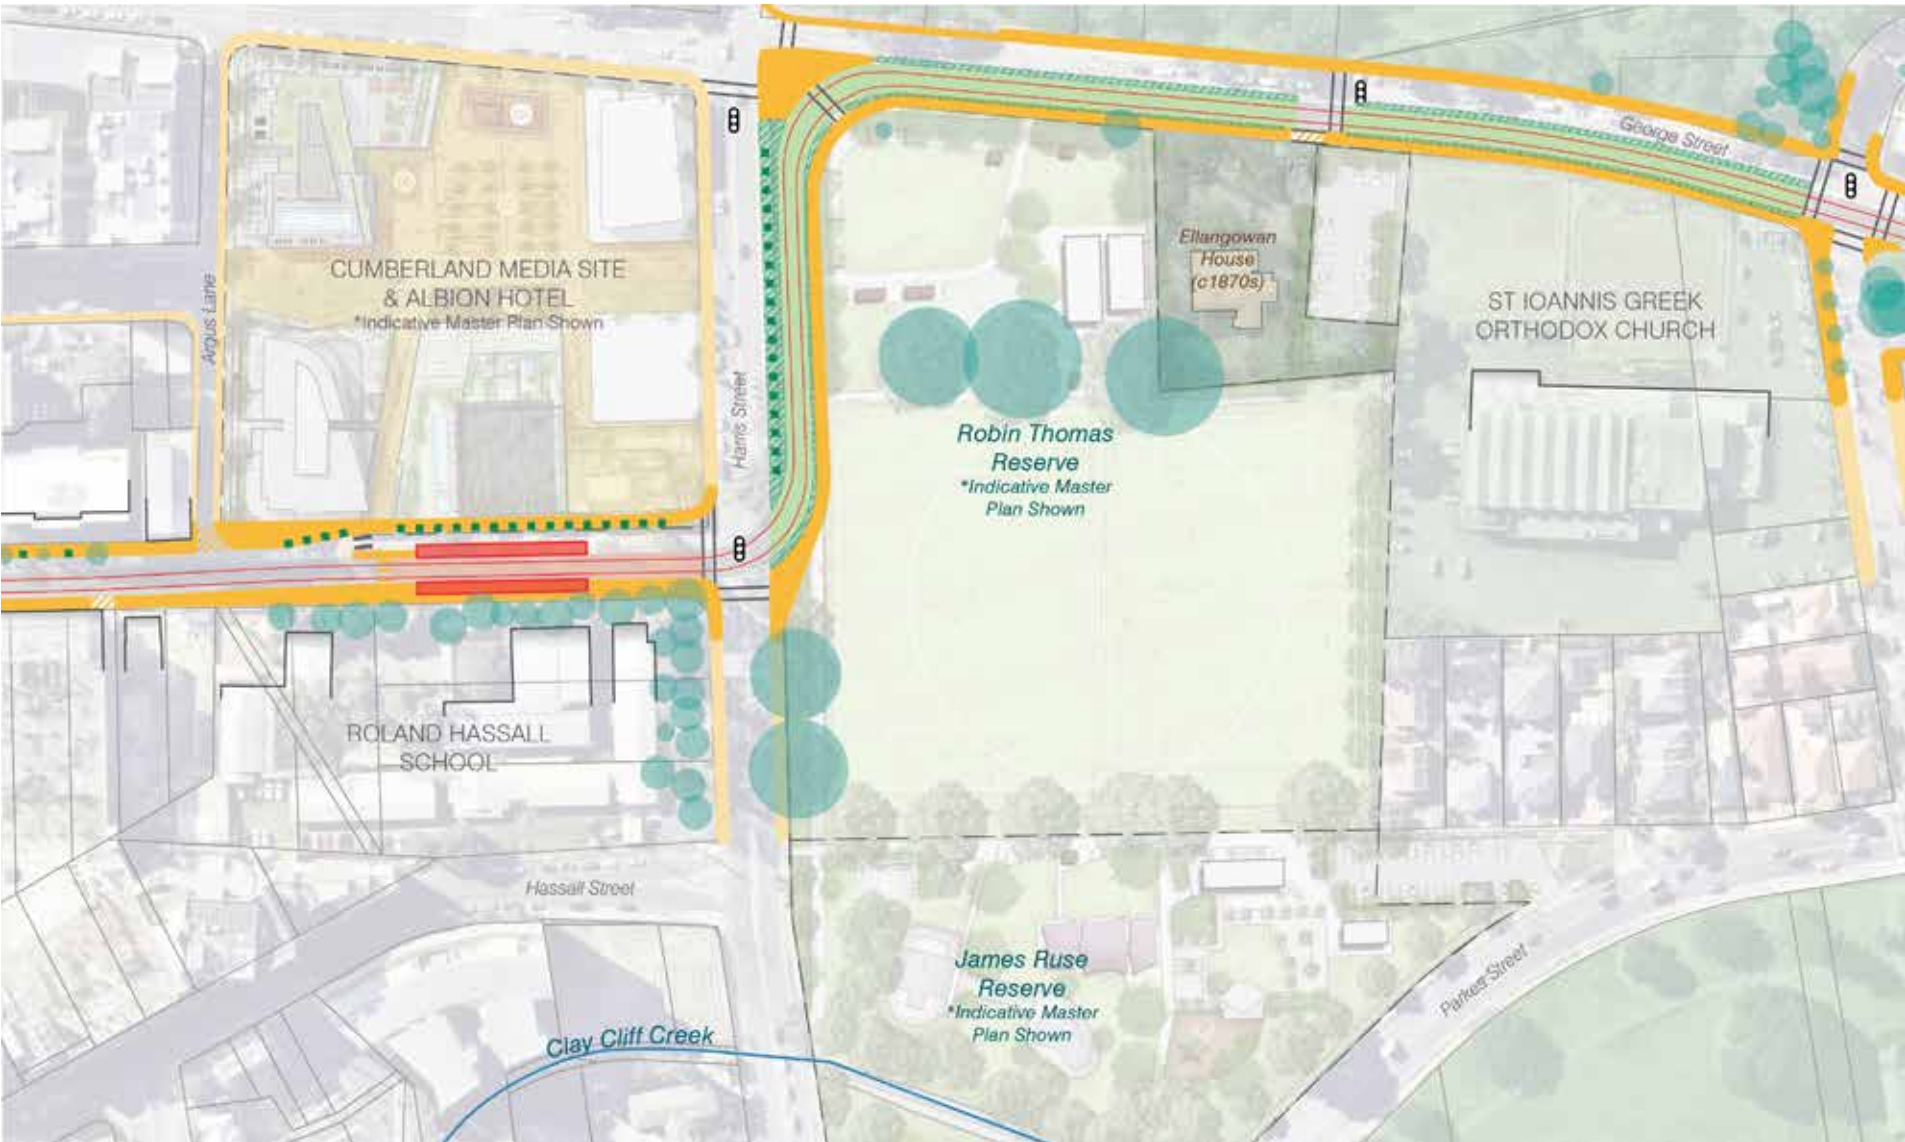 George Street
Ellangowan
House
(c1870s)
CUMBERLAND MEDIA SITE
& ALBION HOTEL
*Indicative Master Plan Shown
Argus Lane
ST IOANNIS GREEK
ORTHODOX CHURCH
Harris Street
Robin Thomas
Reserve
*Indicative Master
Plan Shown
ROLAND HASSALL
SCHOOL
Hassall Street
James Ruse
Reserve
*Indicative Master
Plan Shown
Parkes Street
Clay Cliff Creek